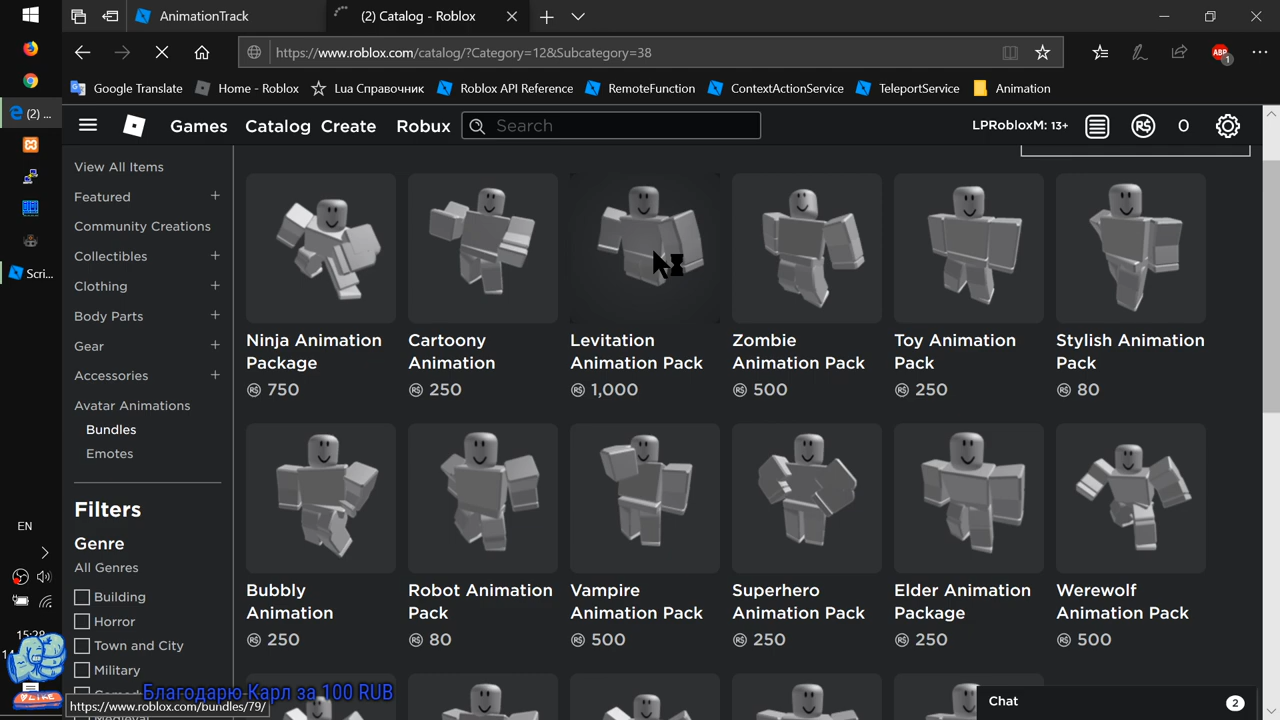 AnimationTrack
(2) Catalog - Roblox
https://www.roblox.com/catalog/?Category=12&Subcategory=38
ABP
1
Google Translate
Home - Roblox
Lua Справочник
Roblox API Reference
RemoteFunction
ContextActionService
TeleportService
Animation
(2) ...
Scri...
EN
15:28
Games
Catalog
Create
Robux
Search
LPRobloxM: 13+
R$
0
View All Items
Featured +
Community Creations
Collectibles +
Clothing +
Body Parts +
Gear +
Accessories +
Avatar Animations
Bundles
Emotes
Filters
Genre
All Genres
Building
Horror
Town and City
Military
Ninja Animation
Package
750
Cartoony
Animation
250
Levitation
Animation Pack
1,000
Zombie
Animation Pack
500
Toy Animation
Pack
250
Stylish Animation
Pack
80
Bubbly
Animation
250
Robot Animation
Pack
80
Vampire
Animation Pack
500
Superhero
Animation Pack
250
Elder Animation
Package
250
Werewolf
Animation Pack
500
Благодарю Карл за 100 RUB
https://www.roblox.com/bundles/79/
Chat
2